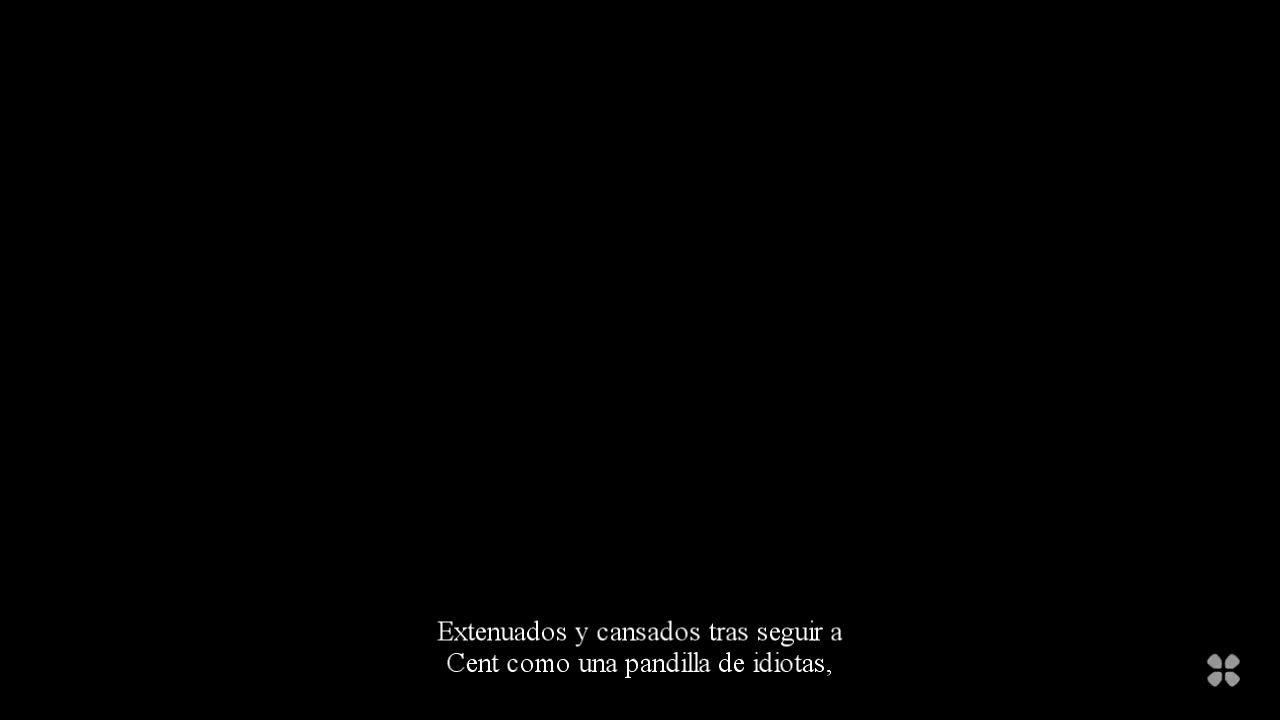 Extenuados y cansados tras seguir a
Cent como una pandilla de idiotas,